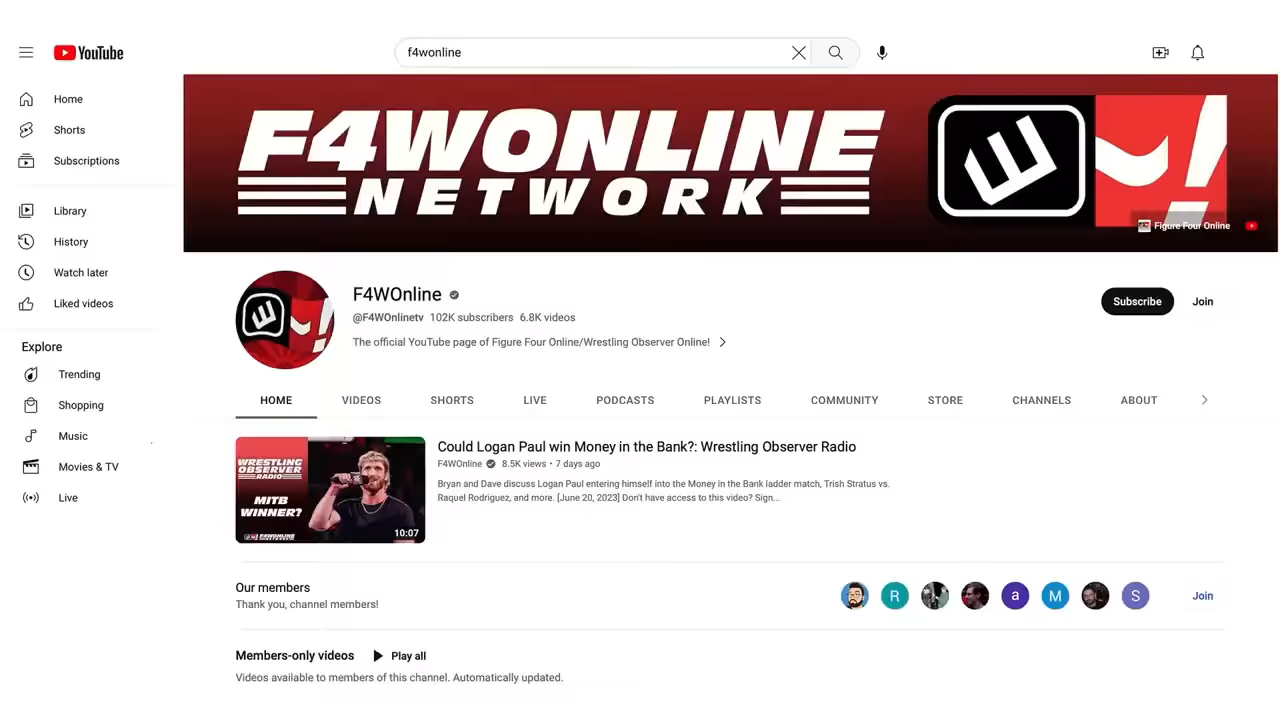 YouTube
f4wonline
Home
Shorts
Subscriptions
Library
History
Watch later
Liked videos
Explore
Trending
Shopping
Music
Movies & TV
Live
F4WONLINE
NETWORK
Figure Four Online
F4WOnline
@F4WOnlinetv 102K subscribers 6.8K videos
The official YouTube page of Figure Four Online/Wrestling Observer Online!
Subscribe
Join
HOME VIDEOS SHORTS LIVE PODCASTS PLAYLISTS COMMUNITY STORE CHANNELS ABOUT
WRESTLING
OBSERVER
RADIO
MITB
WINNER?
F4WONLINE
10:07
Could Logan Paul win Money in the Bank?: Wrestling Observer Radio
F4WOnline 8.5K views • 7 days ago
Bryan and Dave discuss Logan Paul entering himself into the Money in the Bank ladder match, Trish Stratus vs.
Raquel Rodriguez, and more. [June 20, 2023] Don't have access to this video? Sign...
Our members
Thank you, channel members!
R a M S
Join
Members-only videos Play all
Videos available to members of this channel. Automatically updated.